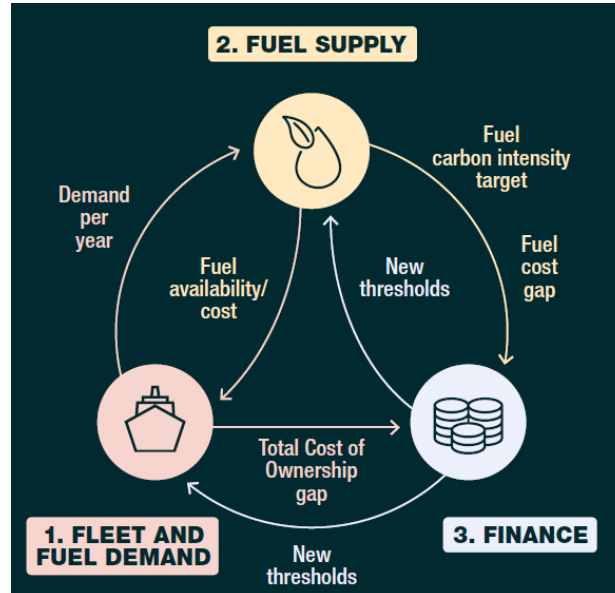 2. FUEL SUPPLY
Fuel
carbon intensity
target
Demand
per
year
Fuel
availability/
cost
New
thresholds
Fuel
cost
gap
Total Cost of
Ownership
gap
1. FLEET AND
FUEL DEMAND
New
thresholds
3. FINANCE